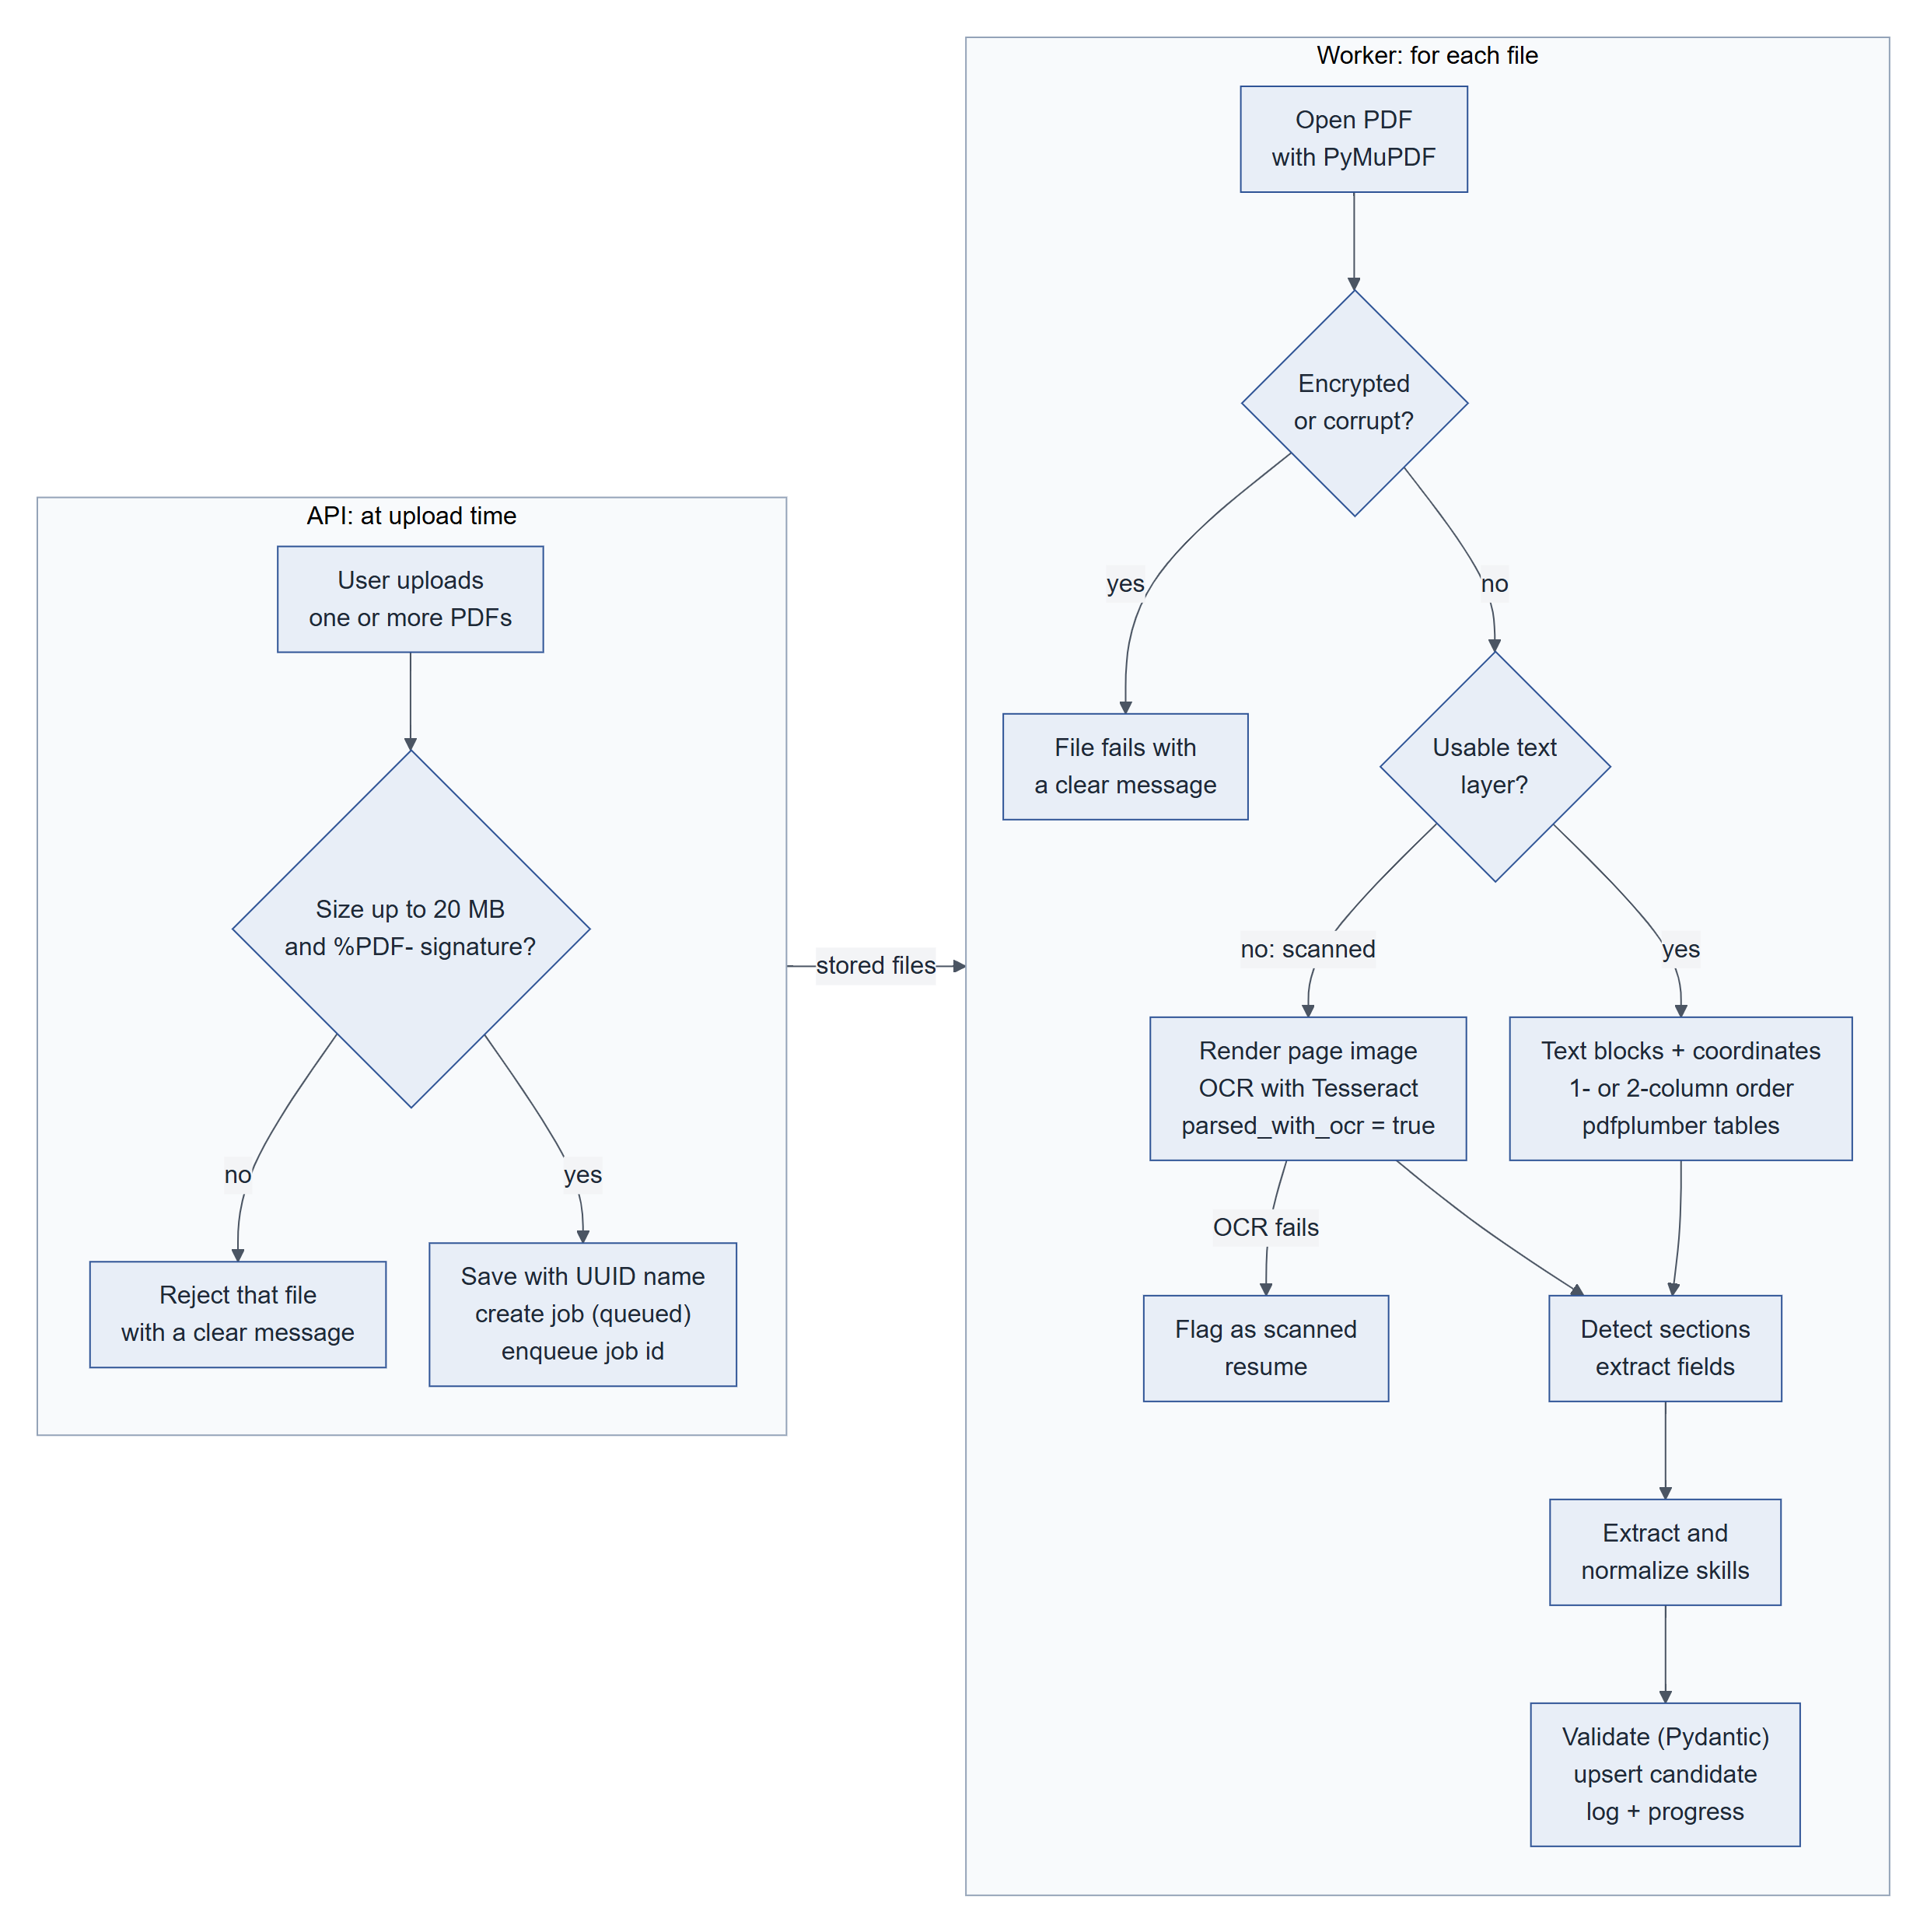 API: at upload time
User uploads
one or more PDFs
Size up to 20 MB
and %PDF- signature?
no
yes
Reject that file
with a clear message
Save with UUID name
create job (queued)
enqueue job id
stored files
Worker: for each file
Open PDF
with PyMuPDF
Encrypted
or corrupt?
yes
no
File fails with
a clear message
Usable text
layer?
no: scanned
yes
Render page image
OCR with Tesseract
parsed_with_ocr = true
Text blocks + coordinates
1- or 2-column order
pdfplumber tables
OCR fails
Flag as scanned
resume
Detect sections
extract fields
Extract and
normalize skills
Validate (Pydantic)
upsert candidate
log + progress